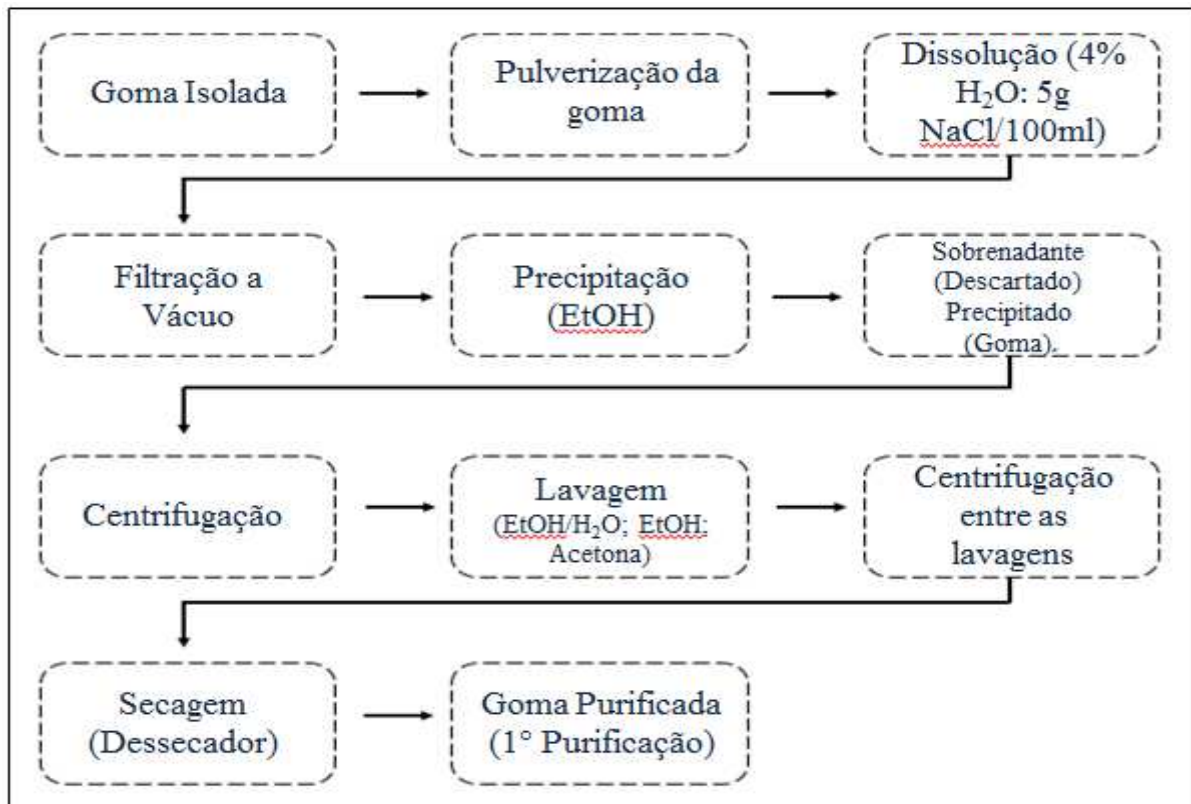 Goma Isolada
Pulverização da
goma
Dissolução (4%
H₂O: 5g
NaCl/100ml)
Filtração a
Vácuo
Precipitação
(EtOH)
Sobrenadante
(Descartado)
Precipitado
(Goma).
Centrifugação
Lavagem
(EtOH/H₂O; EtOH;
Acetona)
Centrifugação
entre as
lavagens
Secagem
(Dessecador)
Goma Purificada
(1° Purificação)